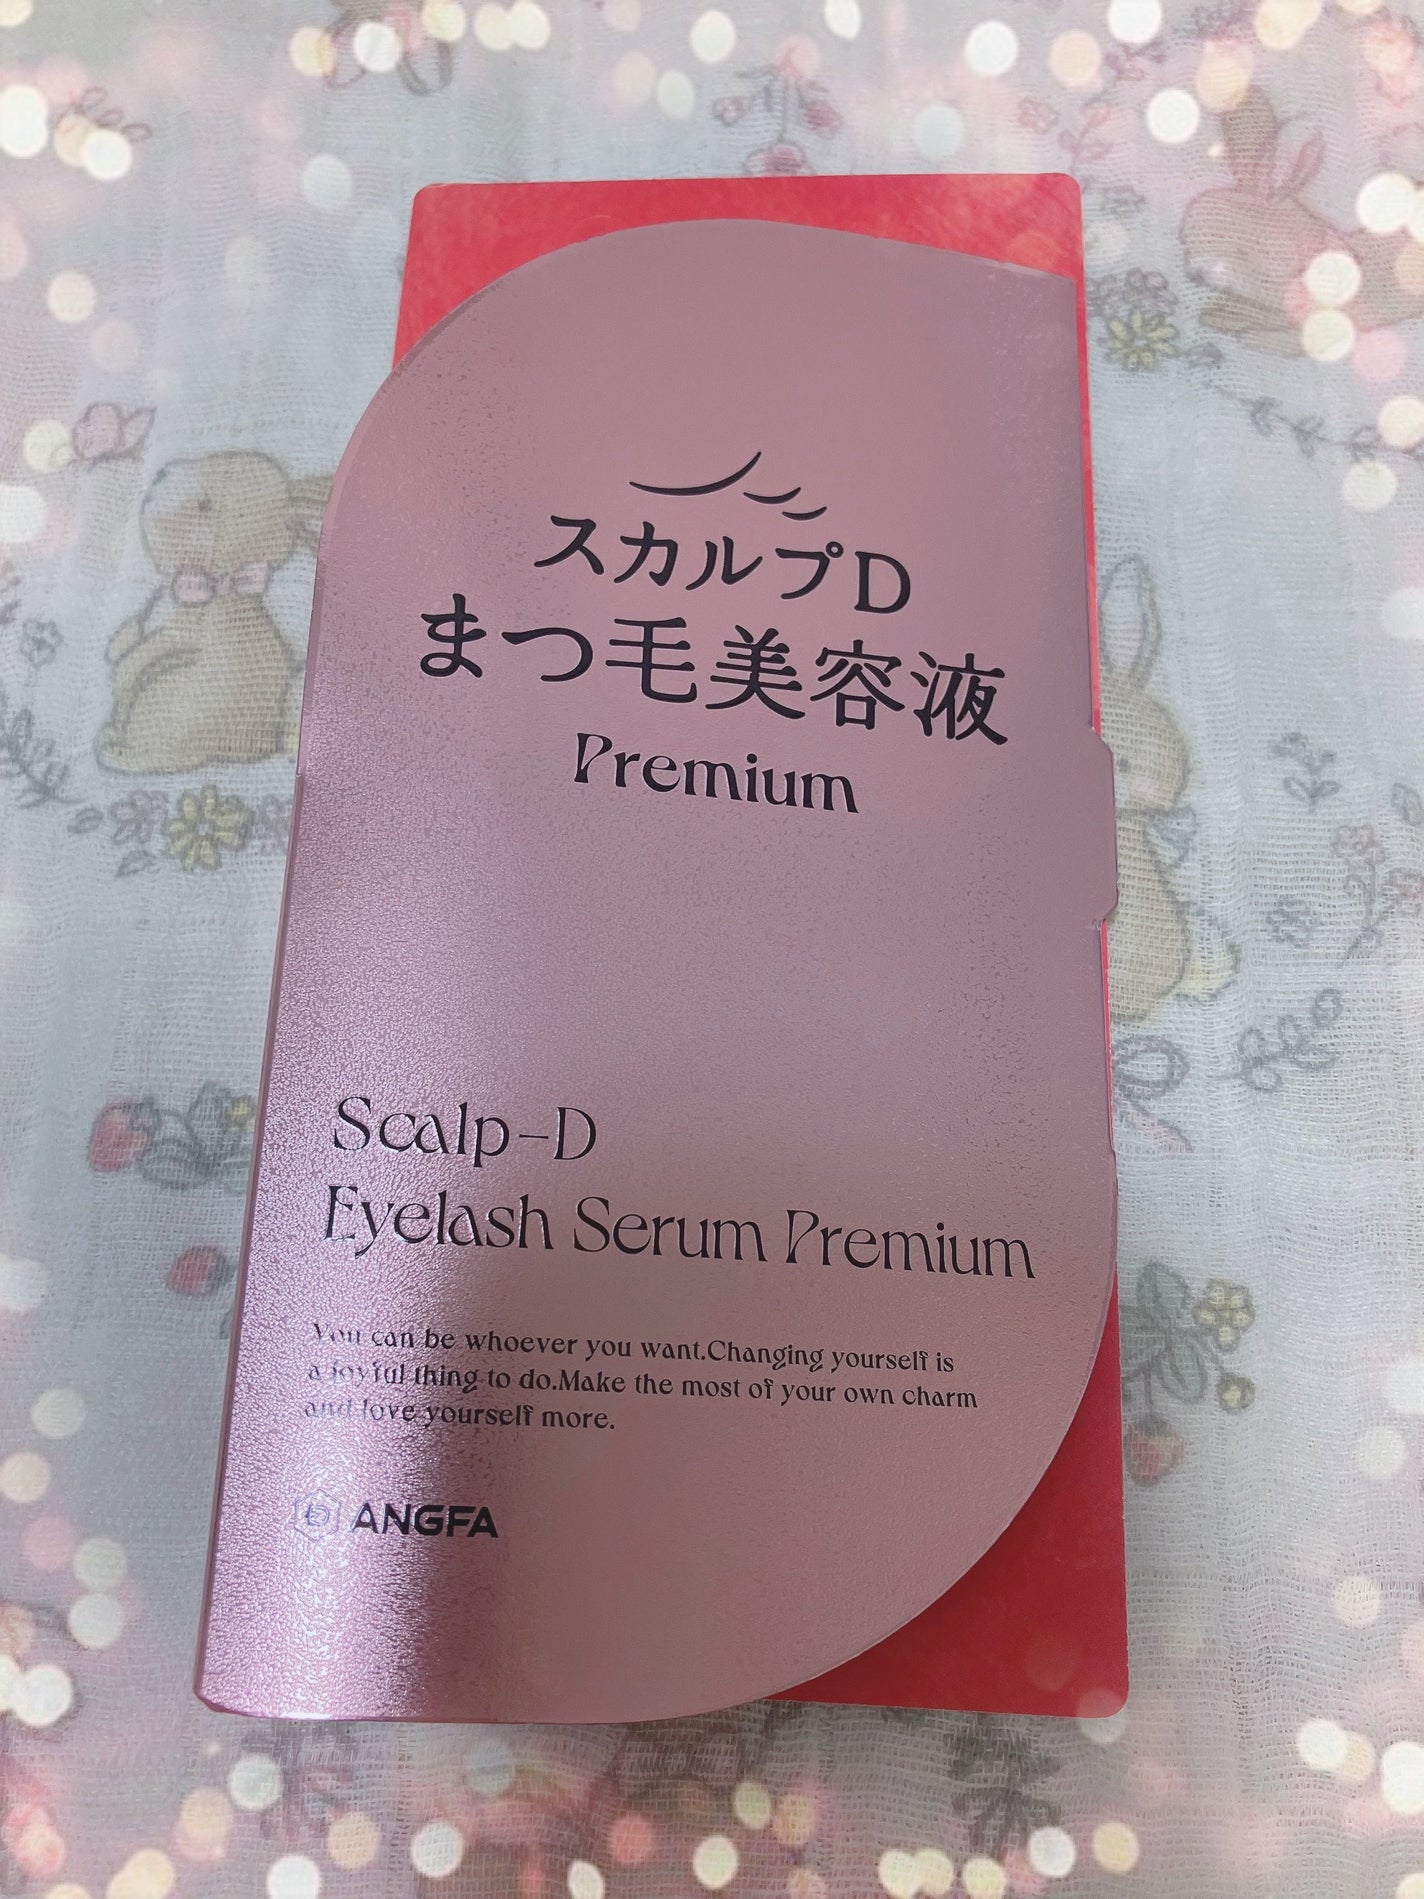 スカルプD
まつ毛美容液
Premium
Scalp-D
Eyelash Serum Premium
You can be whoever you want.Changing yourself is
a joyful thing to do.Make the most of your own charm
and love yourself more.
ANGFA